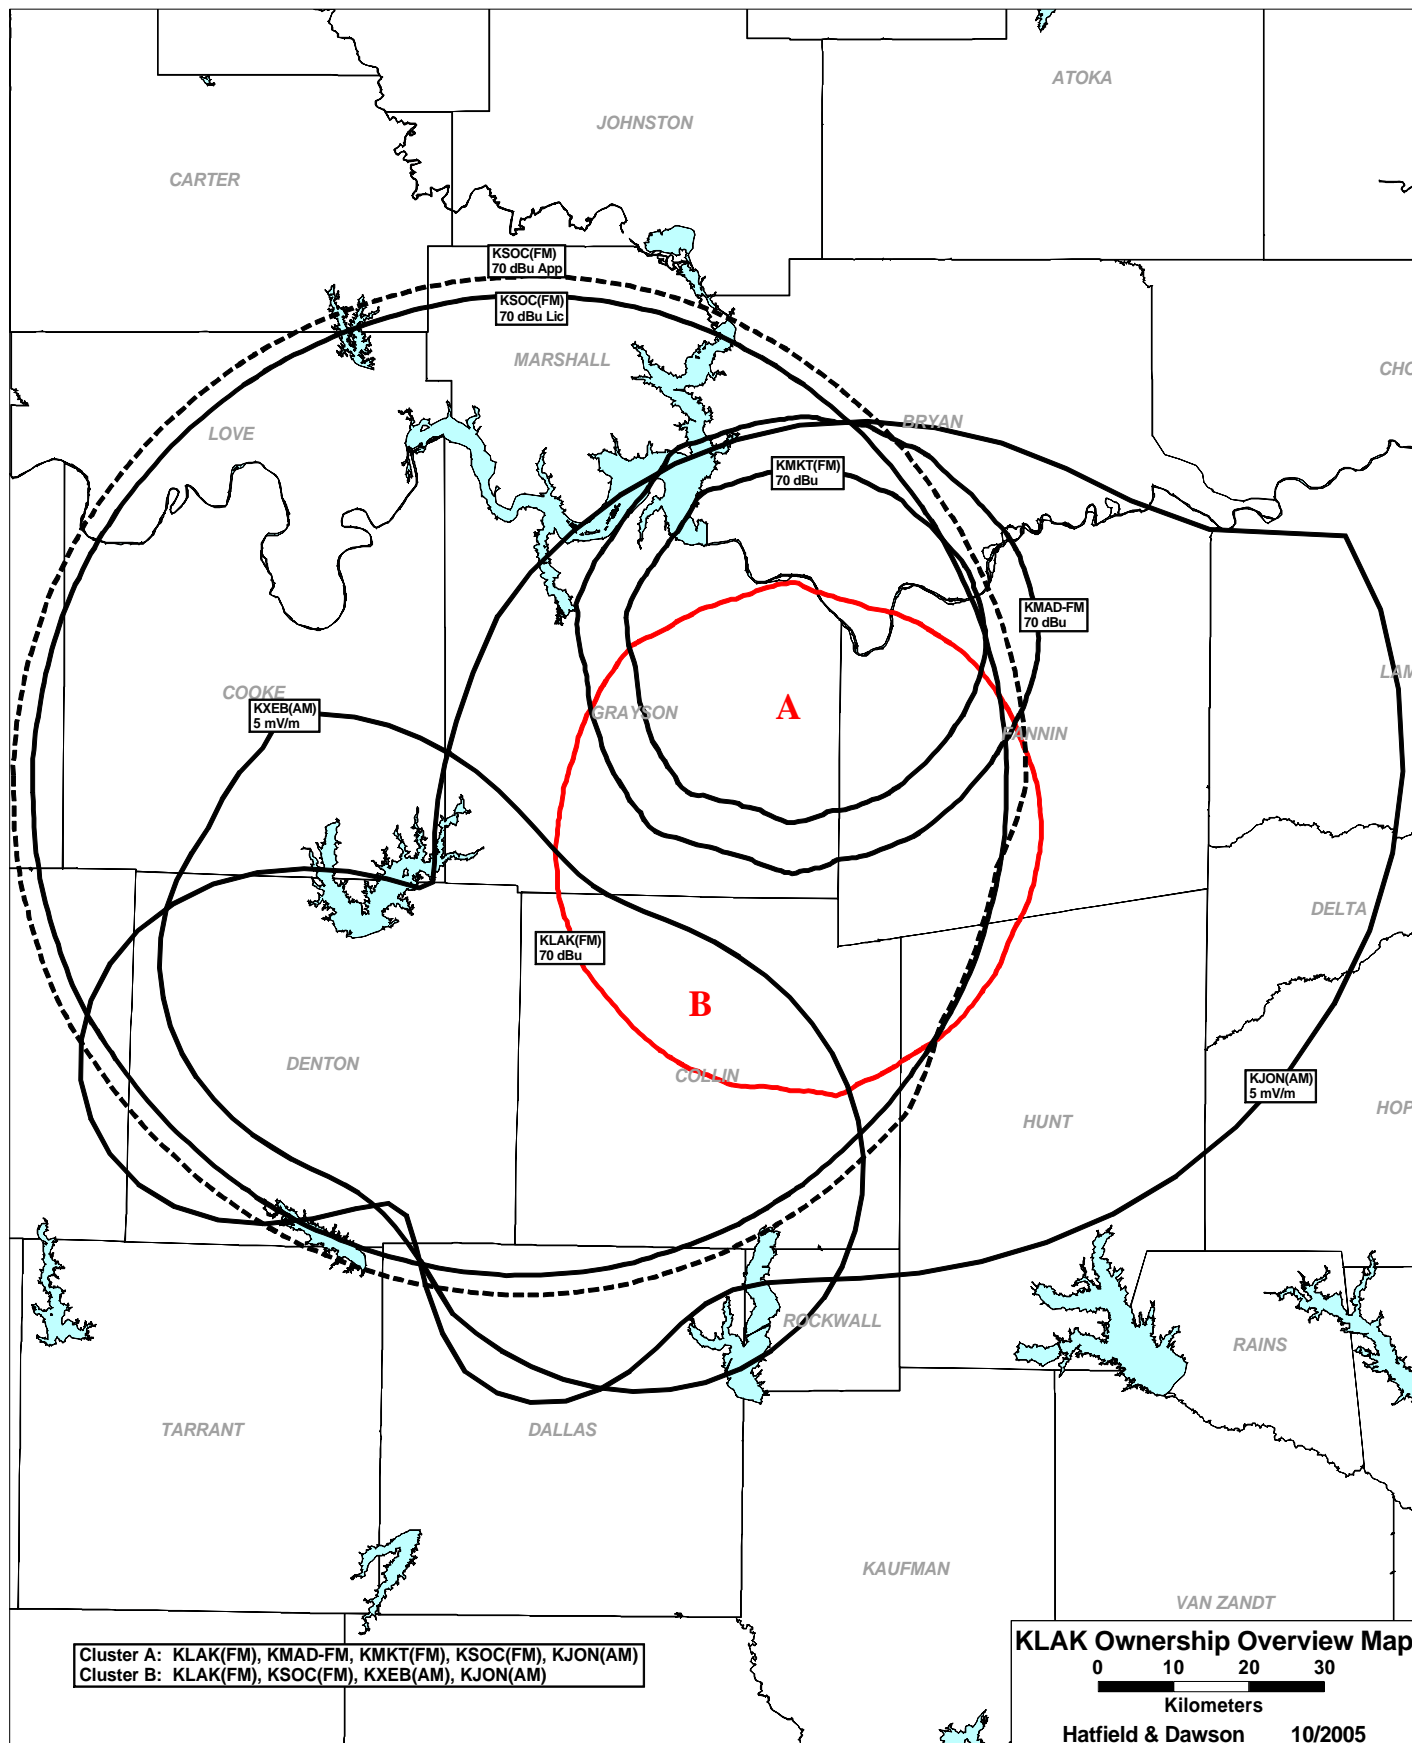 ATOKA
JOHNSTON
CARTER
KSOC(FM)
70 dBu App
KSOC(FM)
70 dBu Lic
MARSHALL
CHO
BRYAN
LOVE
KMKT(FM)
70 dBu
KMAD-FM
70 dBu
LAM
COOKE
KXEB(AM)
5 mV/m
GRAYSON
A
FANNIN
DELTA
KLAK(FM)
70 dBu
B
DENTON
COLLIN
KJON(AM)
5 mV/m
HOP
HUNT
ROCKWALL
RAINS
TARRANT
DALLAS
KAUFMAN
VAN ZANDT
Cluster A: KLAK(FM), KMAD-FM, KMKT(FM), KSOC(FM), KJON(AM)
Cluster B: KLAK(FM), KSOC(FM), KXEB(AM), KJON(AM)
KLAK Ownership Overview Map
0 10 20 30
Kilometers
Hatfield & Dawson 10/2005